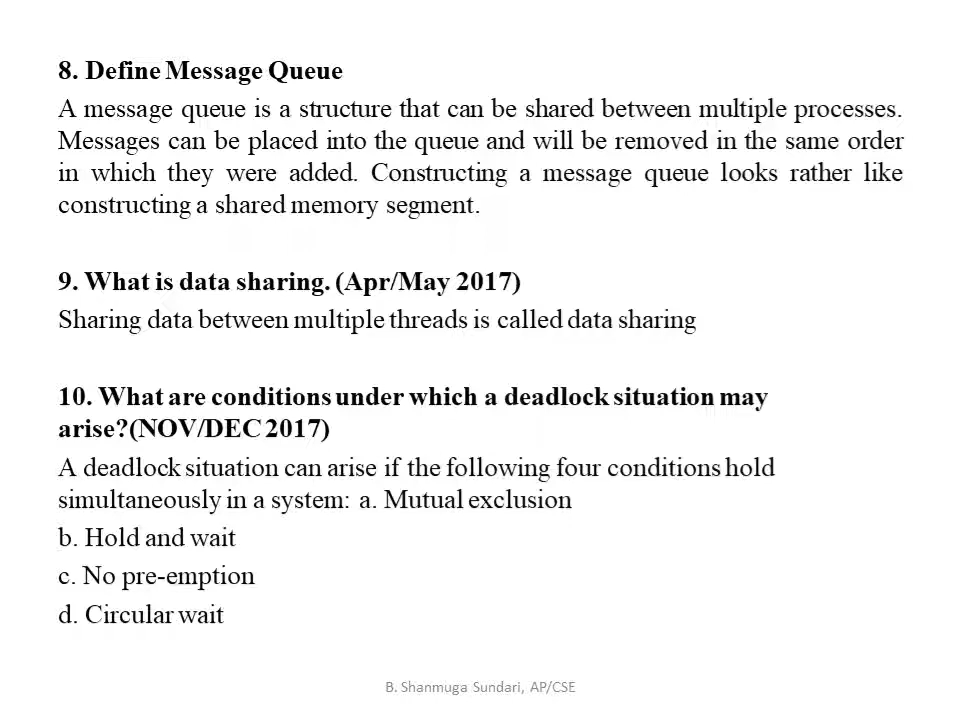 8. Define Message Queue
A message queue is a structure that can be shared between multiple processes.
Messages can be placed into the queue and will be removed in the same order
in which they were added. Constructing a message queue looks rather like
constructing a shared memory segment.
9. What is data sharing. (Apr/May 2017)
Sharing data between multiple threads is called data sharing
10. What are conditions under which a deadlock situation may
arise?(NOV/DEC 2017)
A deadlock situation can arise if the following four conditions hold
simultaneously in a system: a. Mutual exclusion
b. Hold and wait
c. No pre-emption
d. Circular wait
B. Shanmuga Sundari, AP/CSE